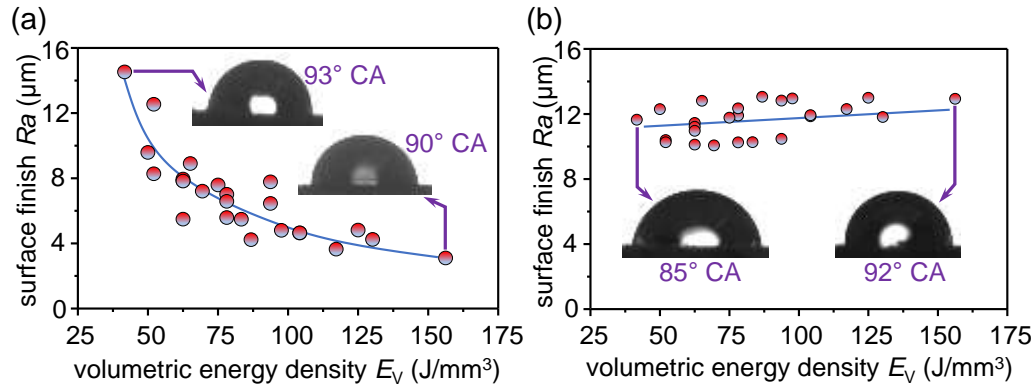 (a)
surface finish Ra (μm)
16
12
8
4
0
93° CA
90° CA
25 50 75 100 125 150 175
volumetric energy density EV (J/mm³)
(b)
surface finish Ra (μm)
16
12
8
4
0
85° CA
92° CA
25 50 75 100 125 150 175
volumetric energy density EV (J/mm³)